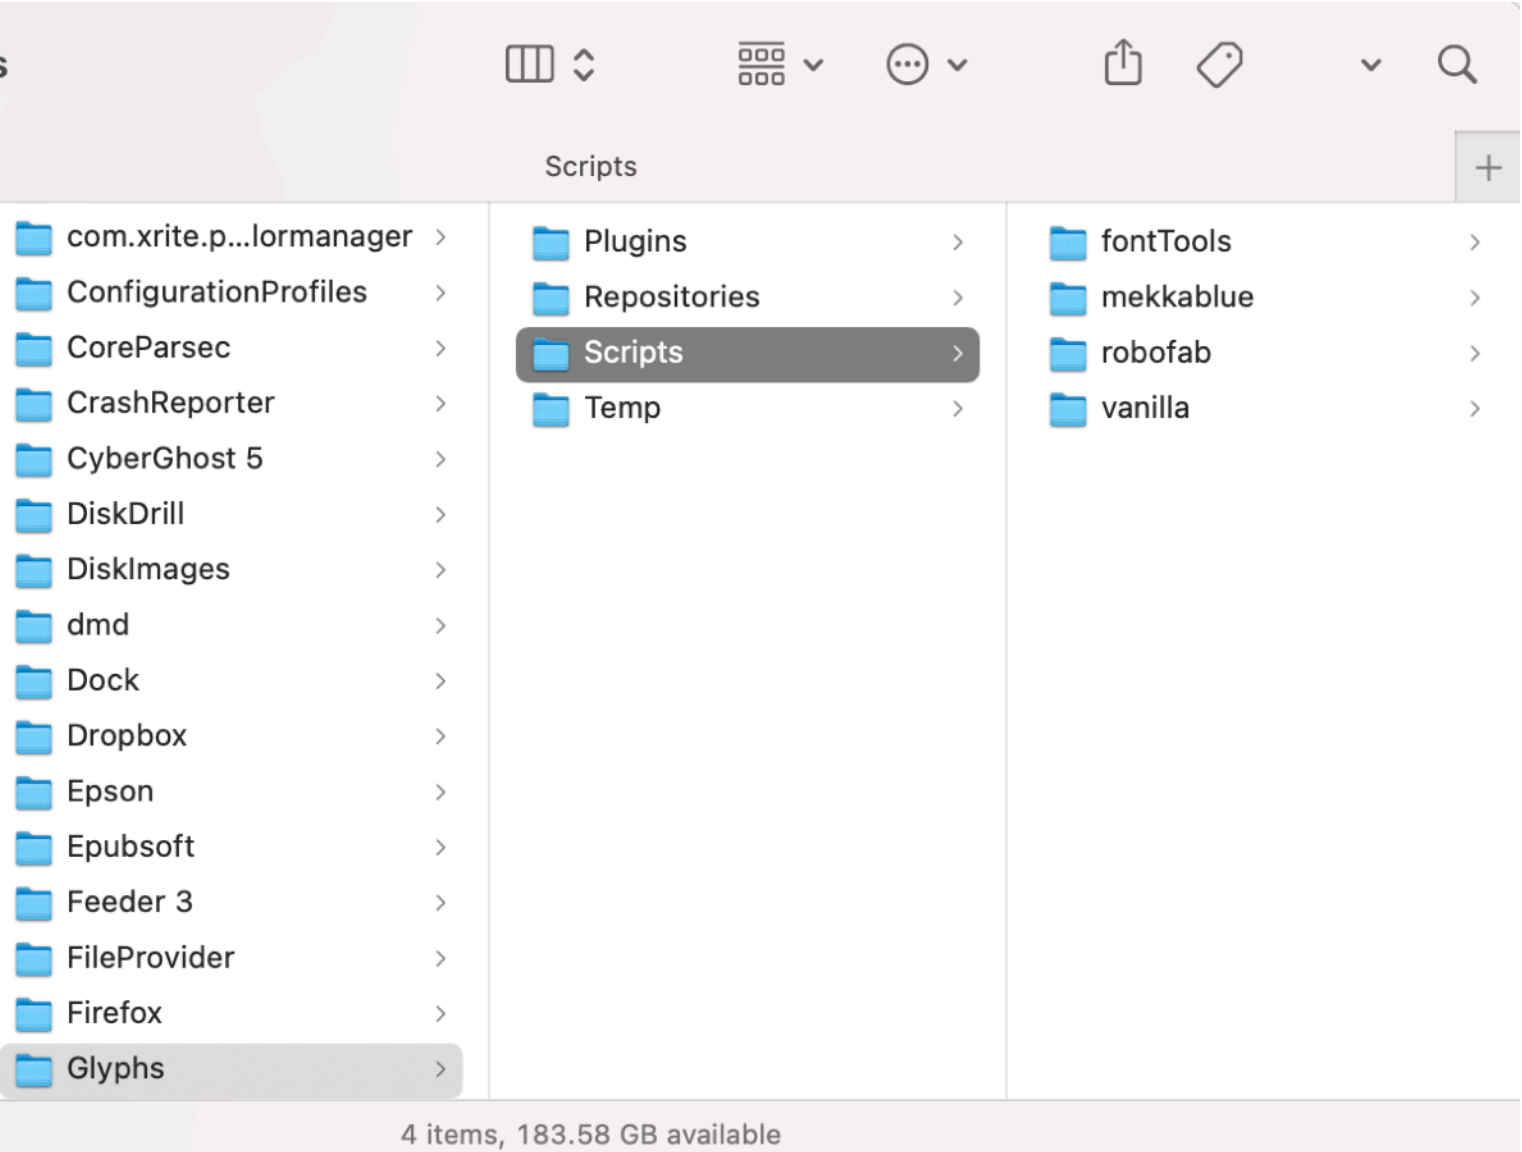 s
Scripts
com.xrite.p...lormanager
ConfigurationProfiles
CoreParsec
CrashReporter
CyberGhost 5
DiskDrill
DiskImages
dmd
Dock
Dropbox
Epson
Epubsoft
Feeder 3
FileProvider
Firefox
Glyphs
Plugins
Repositories
Scripts
Temp
fontTools
mekkablue
robofab
vanilla
4 items, 183.58 GB available